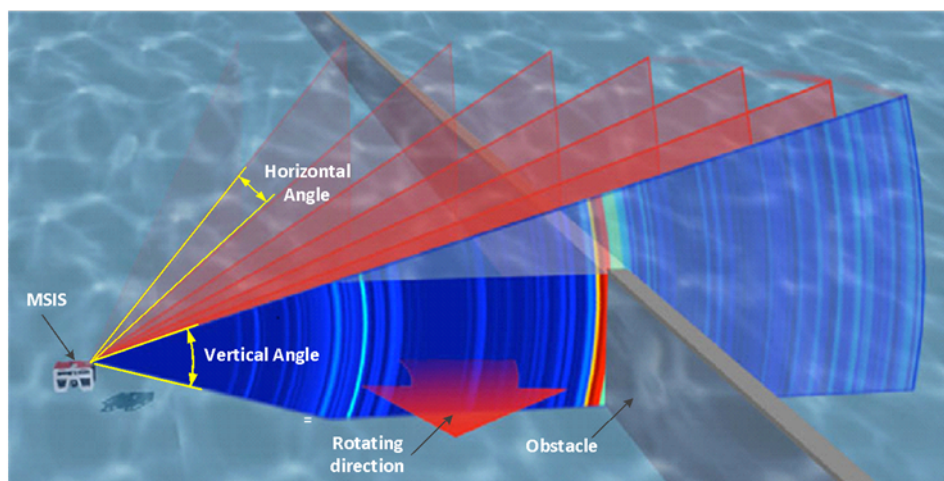 Horizontal
Angle
MSIS
Vertical Angle
=
Rotating
direction
Obstacle